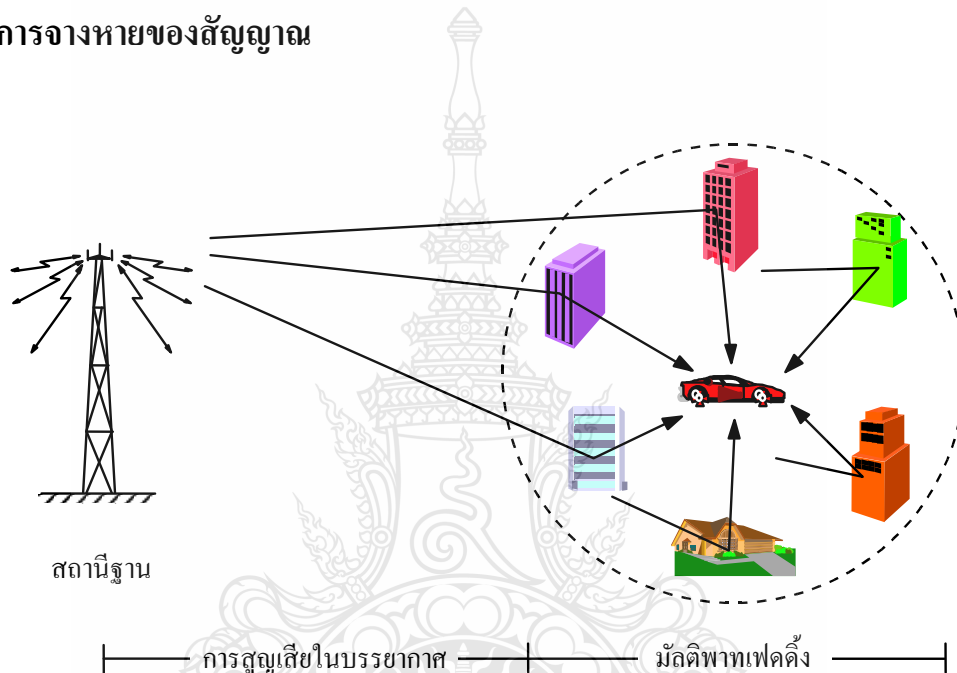 การจางหายของสัญญาณ
สถานีฐาน
การสูญเสียในบรรยากาศ
มัลติพาทเฟดดิ้ง